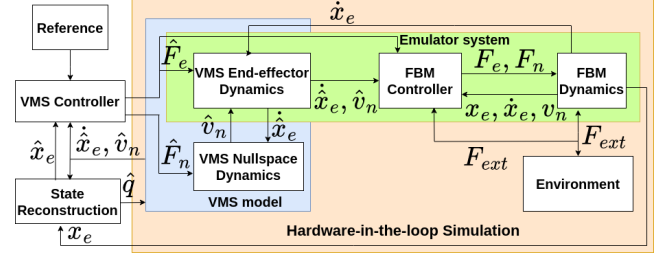 ẋ_e
Reference
Emulator system
F̂_e
VMS End-effector
Dynamics
FBM
Controller
F_e, F_n
FBM
Dynamics
VMS Controller
ẋ̂_e, v̂_n
x_e, ẋ_e, v_n
v̂_n
ẋ̂_e
x̂_e
ẋ̂_e, v̂_n
F̂_n
VMS Nullspace
Dynamics
F_ext
F_ext
State
Reconstruction
q̂
Environment
VMS model
x_e
Hardware-in-the-loop Simulation